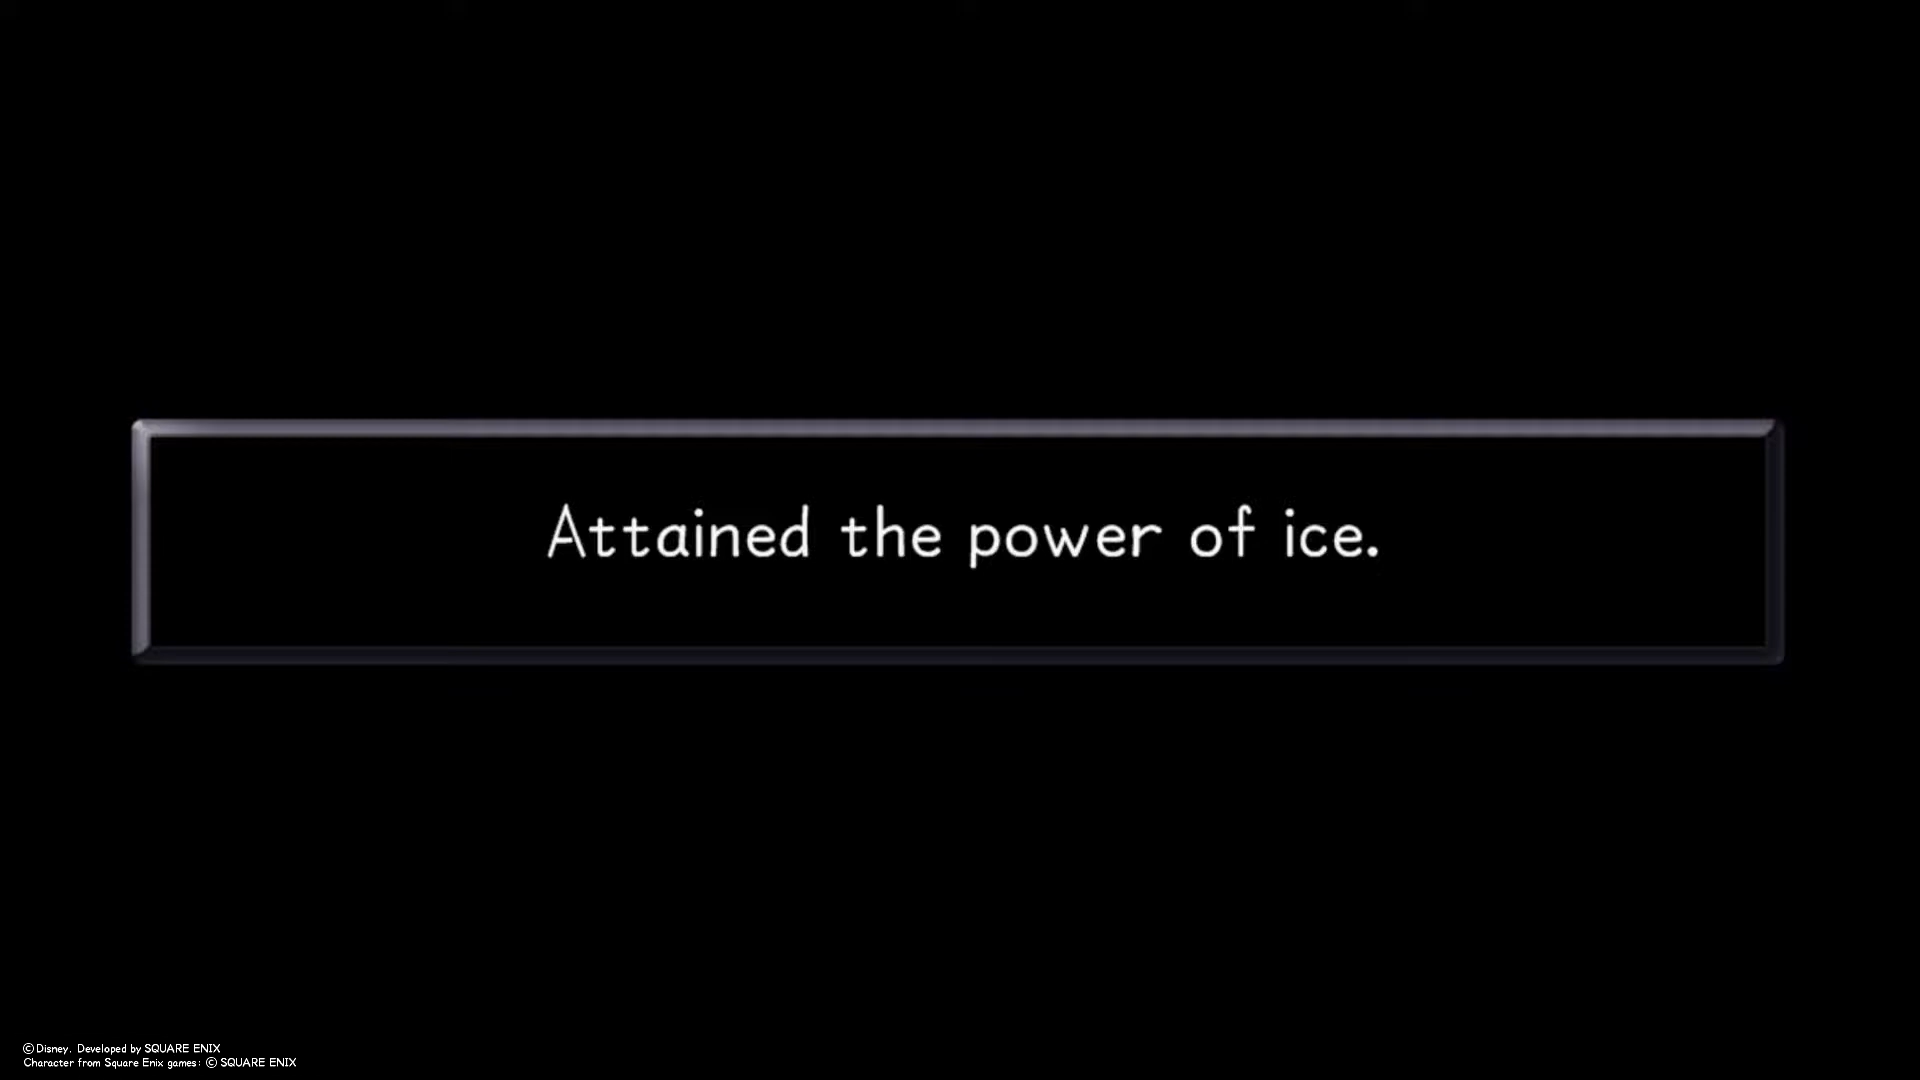 Attained the power of ice.
©Disney. Developed by SQUARE ENIX
Character from Square Enix games: © SQUARE ENIX